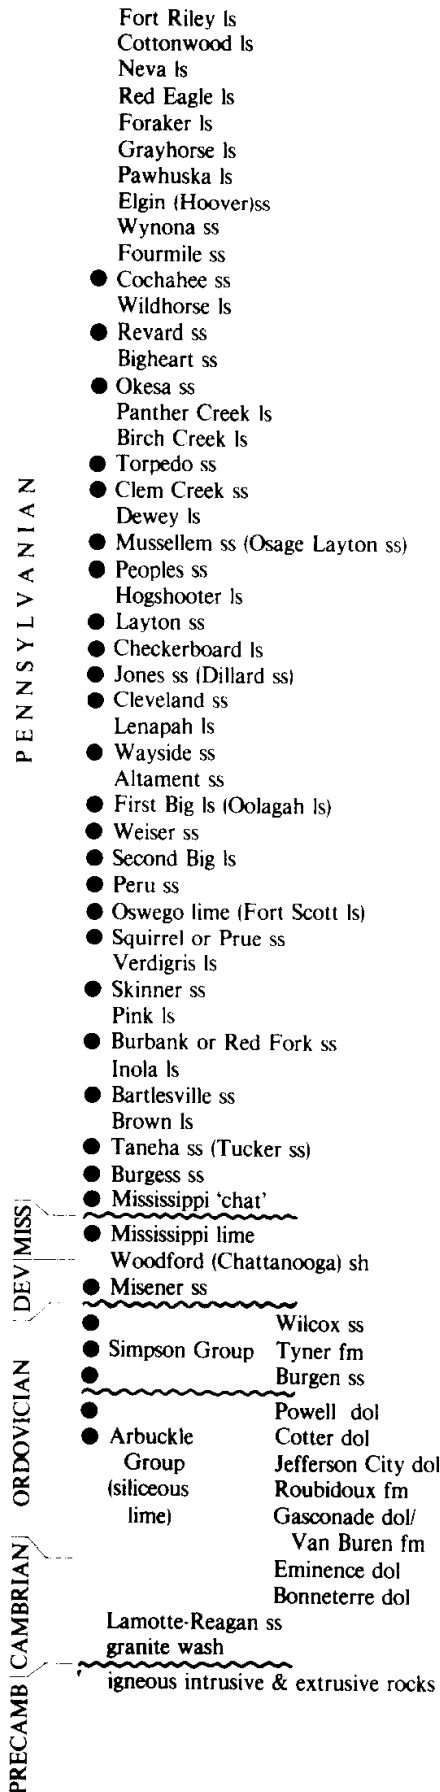 Fort Riley ls
Cottonwood ls
Neva ls
Red Eagle ls
Foraker ls
Grayhorse ls
Pawhuska ls
Elgin (Hoover)ss
Wynona ss
Fourmile ss
● Cochahee ss
Wildhorse ls
● Revard ss
Bigheart ss
● Okesa ss
Panther Creek ls
Birch Creek ls
● Torpedo ss
● Clem Creek ss
Dewey ls
● Mussellem ss (Osage Layton ss)
● Peoples ss
Hogshooter ls
● Layton ss
● Checkerboard ls
● Jones ss (Dillard ss)
● Cleveland ss
Lenapah ls
● Wayside ss
Altament ss
● First Big ls (Oolagah ls)
● Weiser ss
● Second Big ls
● Peru ss
● Oswego lime (Fort Scott ls)
● Squirrel or Prue ss
Verdigris ls
● Skinner ss
Pink ls
● Burbank or Red Fork ss
Inola ls
● Bartlesville ss
Brown ls
● Taneha ss (Tucker ss)
● Burgess ss
● Mississippi 'chat'
PENNSYLVANIAN
● Mississippi lime
Woodford (Chattanooga) sh
● Misener ss
DEV MISS
● Wilcox ss
● Simpson Group Tyner fm
● Burgen ss
● Powell dol
● Arbuckle Cotter dol
Group Jefferson City dol
(siliceous Roubidoux fm
lime) Gasconade dol/
Van Buren fm
Eminence dol
Bonneterre dol
ORDOVICIAN
Lamotte-Reagan ss
granite wash
CAMBRIAN
igneous intrusive & extrusive rocks
PRECAMB